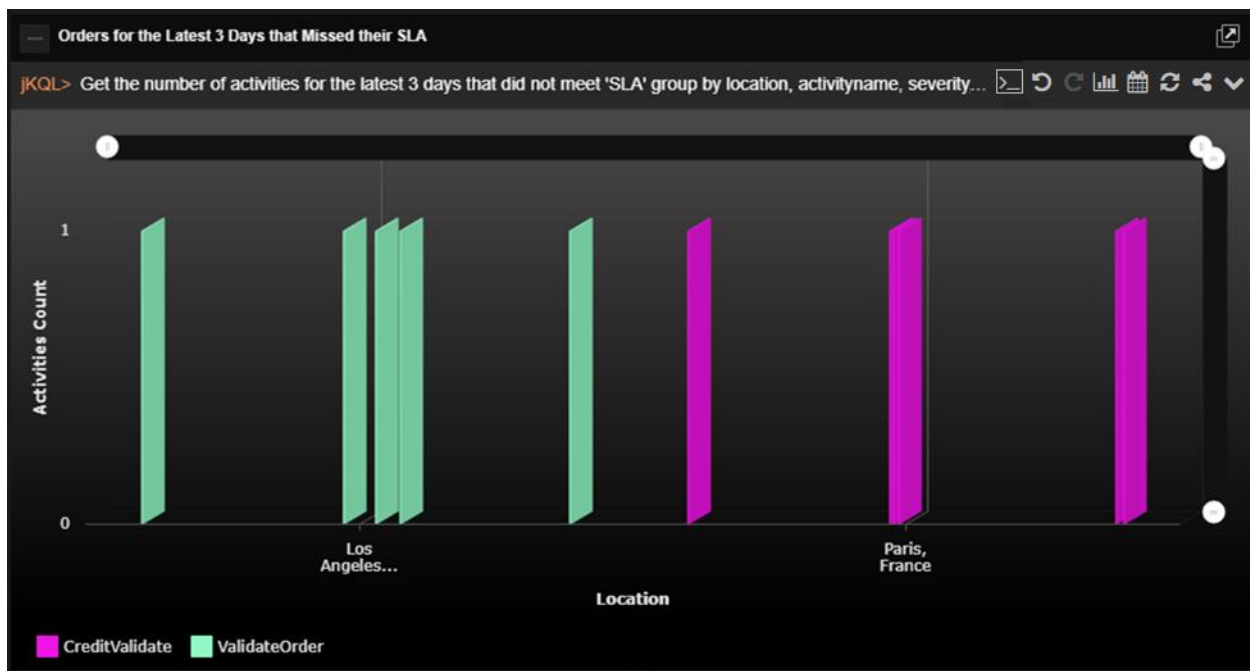 Orders for the Latest 3 Days that Missed their SLA
jKQL> Get the number of activities for the latest 3 days that did not meet 'SLA' group by location, activityname, severity...
1
Activities Count
0
Los
Angeles...
Paris,
France
Location
CreditValidate
ValidateOrder